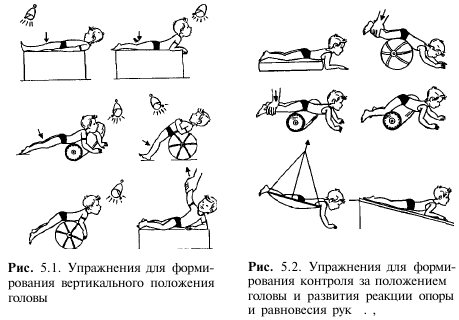 Рис. 5.1. Упражнения для форми-
рования вертикального положения
головы
Рис. 5.2. Упражнения для форми-
рования контроля за положением
головы и развития реакции опоры
и равновесия рук . ,